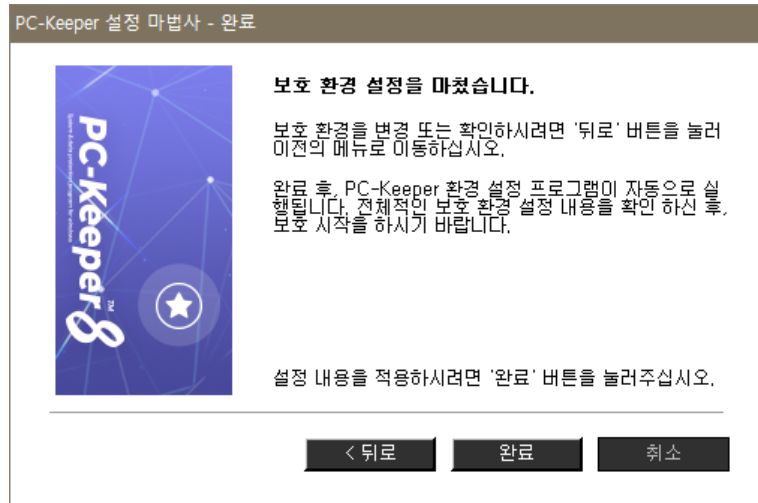 PC-Keeper 설정 마법사 - 완료
PC-Keeper 8 ™
System & data protection program for windows
보호 환경 설정을 마쳤습니다.
보호 환경을 변경 또는 확인하시려면 '뒤로' 버튼을 눌러
이전의 메뉴로 이동하십시오.
완료 후, PC-Keeper 환경 설정 프로그램이 자동으로 실
행됩니다. 전체적인 보호 환경 설정 내용을 확인 하신 후,
보호 시작을 하시기 바랍니다.
설정 내용을 적용하시려면 '완료' 버튼을 눌러주십시오.
< 뒤로
완료
취소